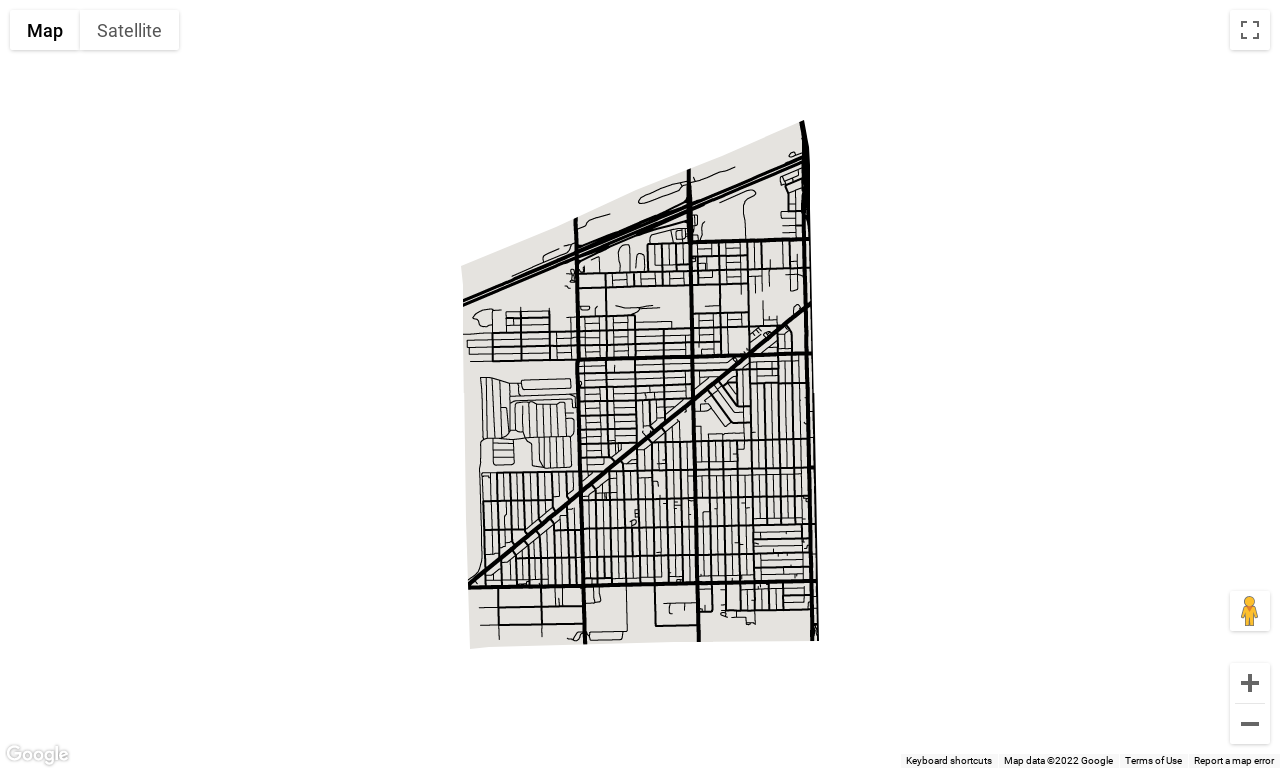 Map Satellite
Google
Keyboard shortcuts Map data ©2022 Google Terms of Use Report a map error